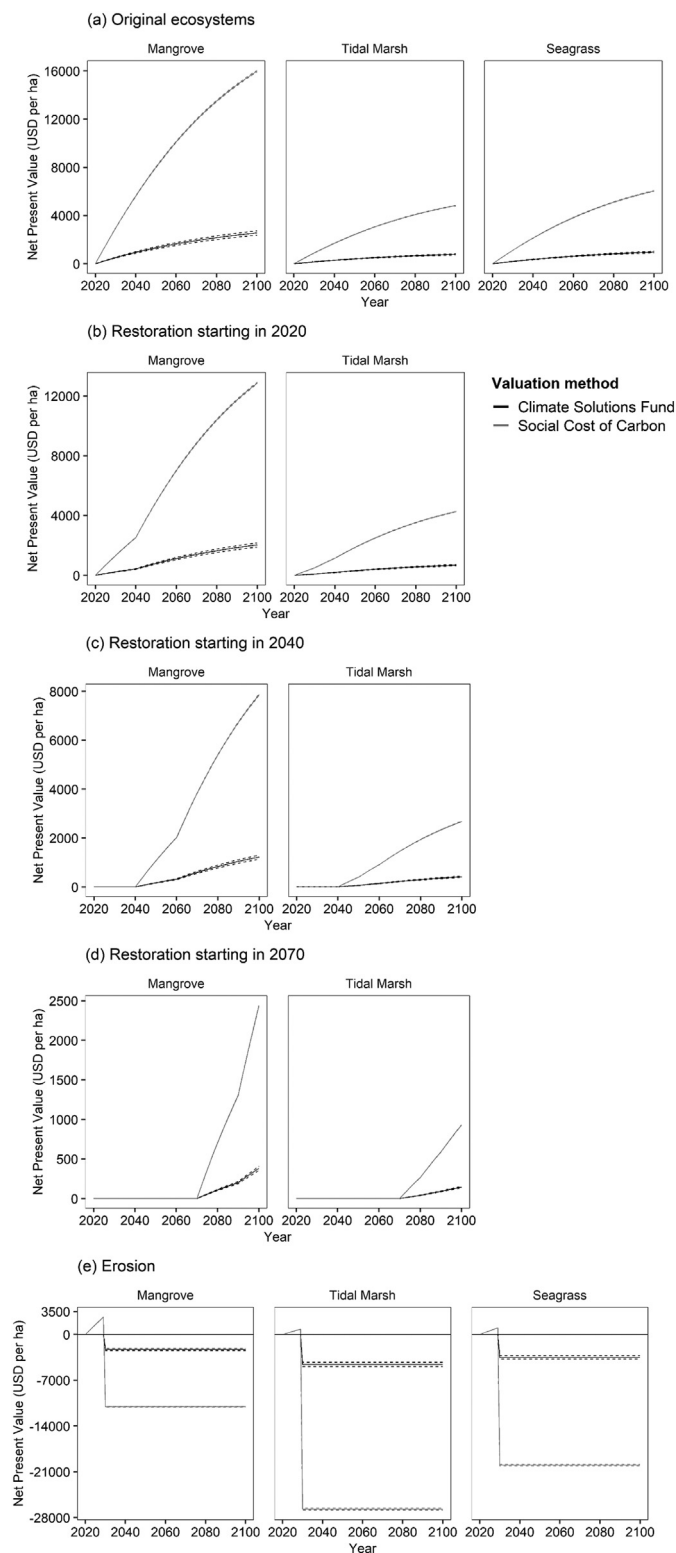 (a) Original ecosystems
Mangrove Tidal Marsh Seagrass
Net Present Value (USD per ha)
16000
12000
8000
4000
0
2020 2040 2060 2080 2100 2020 2040 2060 2080 2100 2020 2040 2060 2080 2100
Year
(b) Restoration starting in 2020
Mangrove Tidal Marsh
Net Present Value (USD per ha)
12000
8000
4000
0
2020 2040 2060 2080 2100 2020 2040 2060 2080 2100
Year
Valuation method
Climate Solutions Fund
Social Cost of Carbon
(c) Restoration starting in 2040
Mangrove Tidal Marsh
Net Present Value (USD per ha)
8000
6000
4000
2000
0
2020 2040 2060 2080 2100 2020 2040 2060 2080 2100
Year
(d) Restoration starting in 2070
Mangrove Tidal Marsh
Net Present Value (USD per ha)
2500
2000
1500
1000
500
0
2020 2040 2060 2080 2100 2020 2040 2060 2080 2100
Year
(e) Erosion
Mangrove Tidal Marsh Seagrass
Net Present Value (USD per ha)
3500
0
-7000
-14000
-21000
-28000
2020 2040 2060 2080 2100 2020 2040 2060 2080 2100 2020 2040 2060 2080 2100
Year